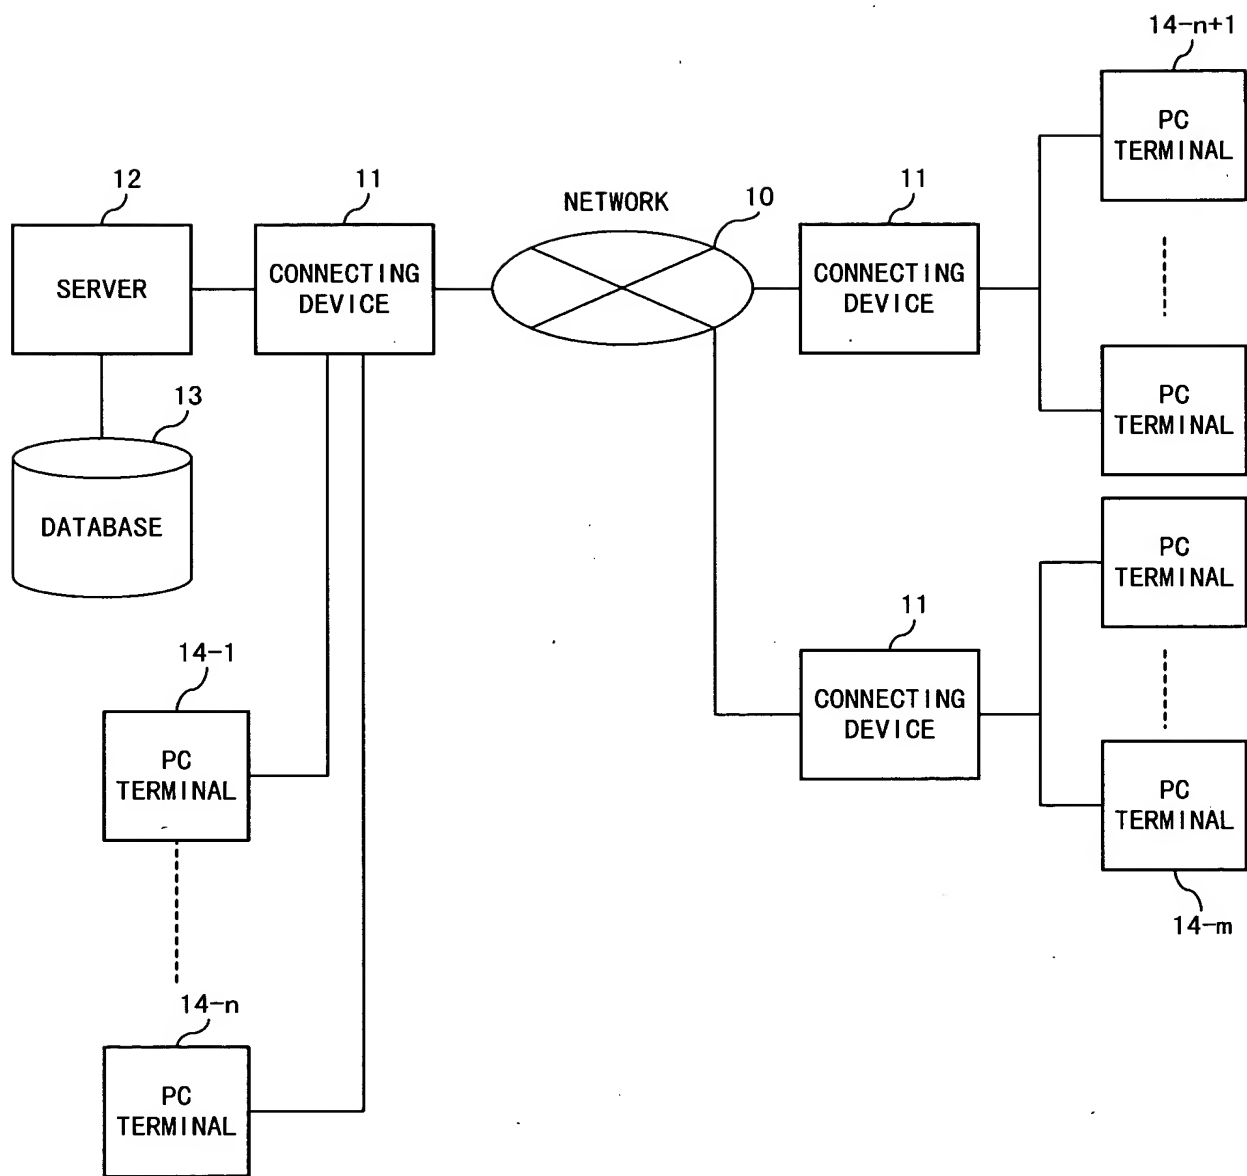 14-n+1
PC
TERMINAL
12
11
NETWORK
10
11
SERVER
CONNECTING
DEVICE
CONNECTING
DEVICE
PC
TERMINAL
13
DATABASE
PC
TERMINAL
11
14-1
CONNECTING
DEVICE
PC
TERMINAL
PC
TERMINAL
14-m
14-n
PC
TERMINAL